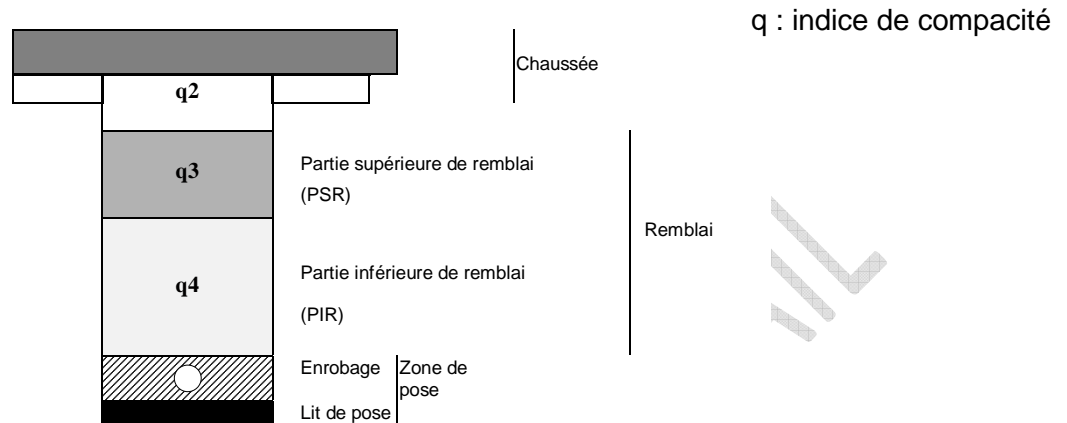 q : indice de compacité
Chaussée
q2
q3
Partie supérieure de remblai
(PSR)
Remblai
q4
Partie inférieure de remblai
(PIR)
Enrobage
Zone de
pose
Lit de pose